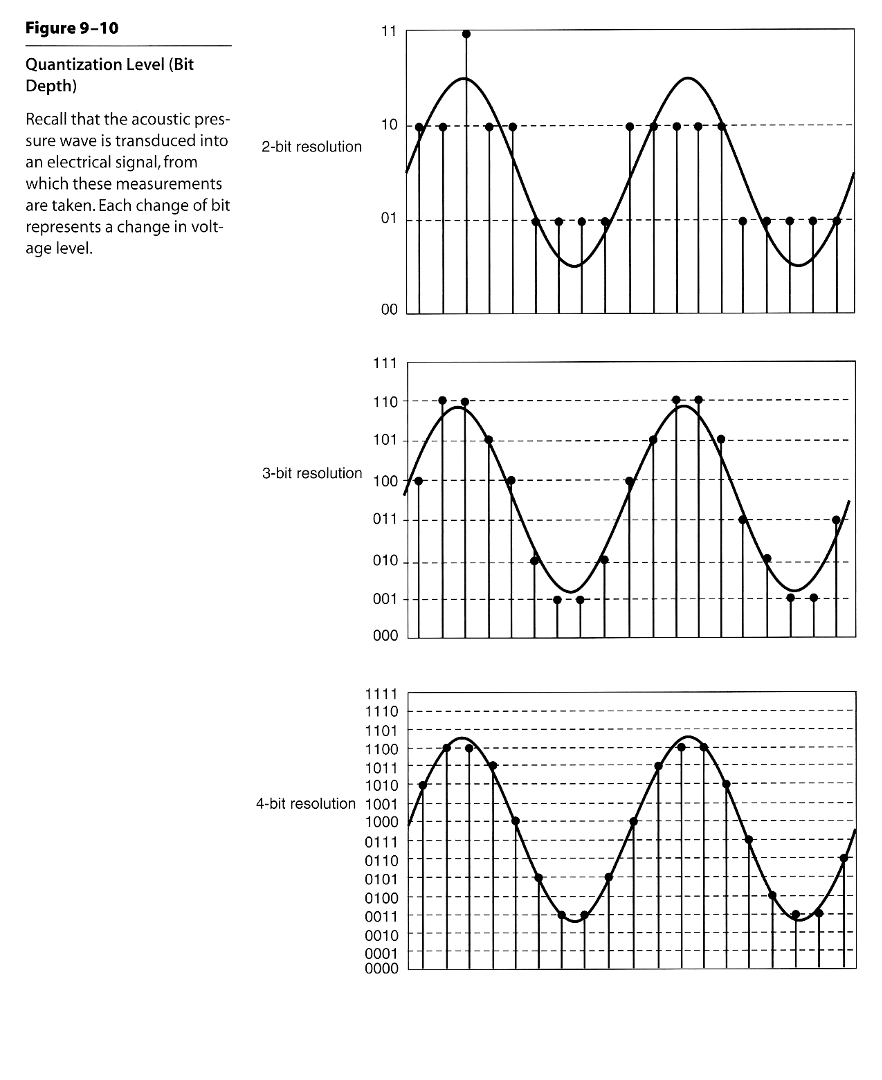 Figure 9–10
Quantization Level (Bit
Depth)
Recall that the acoustic pres-
sure wave is transduced into
an electrical signal, from
which these measurements
are taken. Each change of bit
represents a change in volt-
age level.
2-bit resolution
11
10
01
00
3-bit resolution
111
110
101
100
011
010
001
000
4-bit resolution
1111
1110
1101
1100
1011
1010
1001
1000
0111
0110
0101
0100
0011
0010
0001
0000